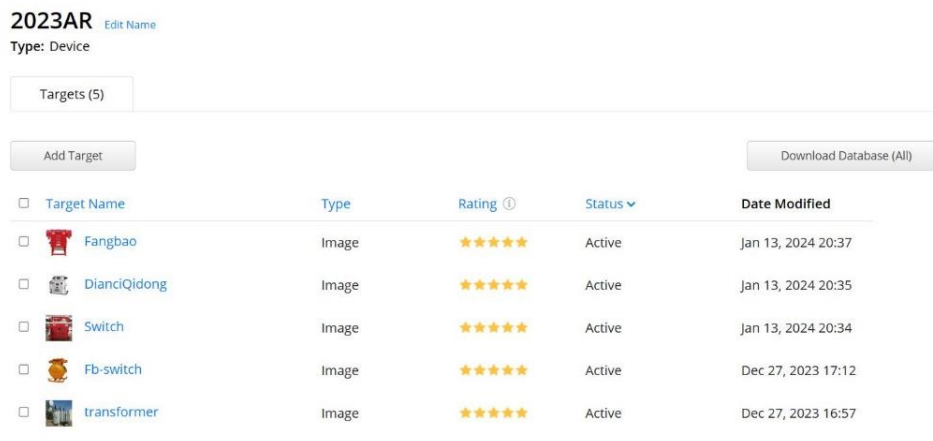 2023AR Edit Name
Type: Device
Targets (5)
Add Target Download Database (All)
Target Name Type Rating Status Date Modified
Fangbao Image Active Jan 13, 2024 20:37
DianciQidong Image Active Jan 13, 2024 20:35
Switch Image Active Jan 13, 2024 20:34
Fb-switch Image Active Dec 27, 2023 17:12
transformer Image Active Dec 27, 2023 16:57